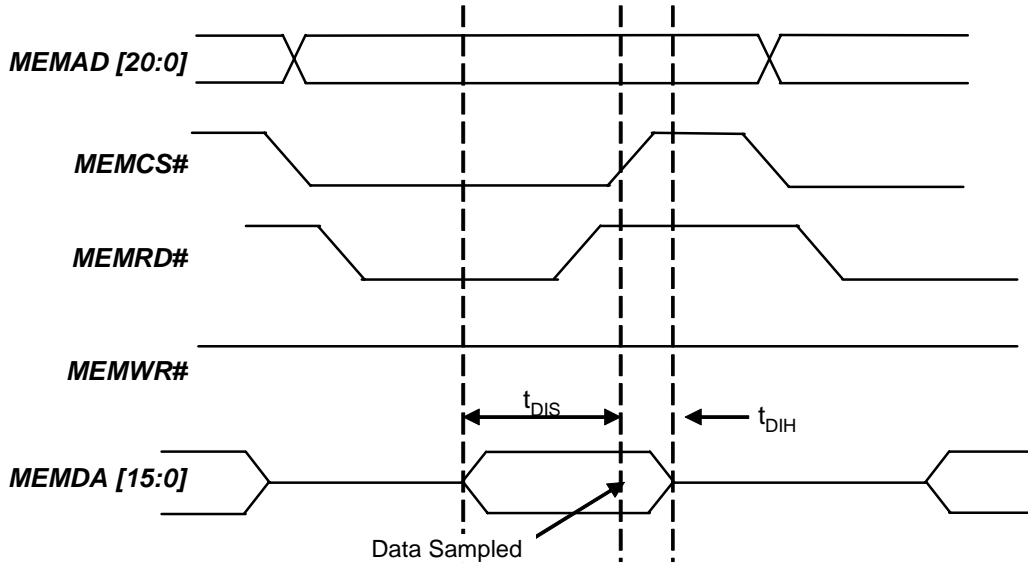 MEMAD [20:0]
MEMCS#
MEMRD#
MEMWR#
tDIS
tDIH
MEMDA [15:0]
Data Sampled